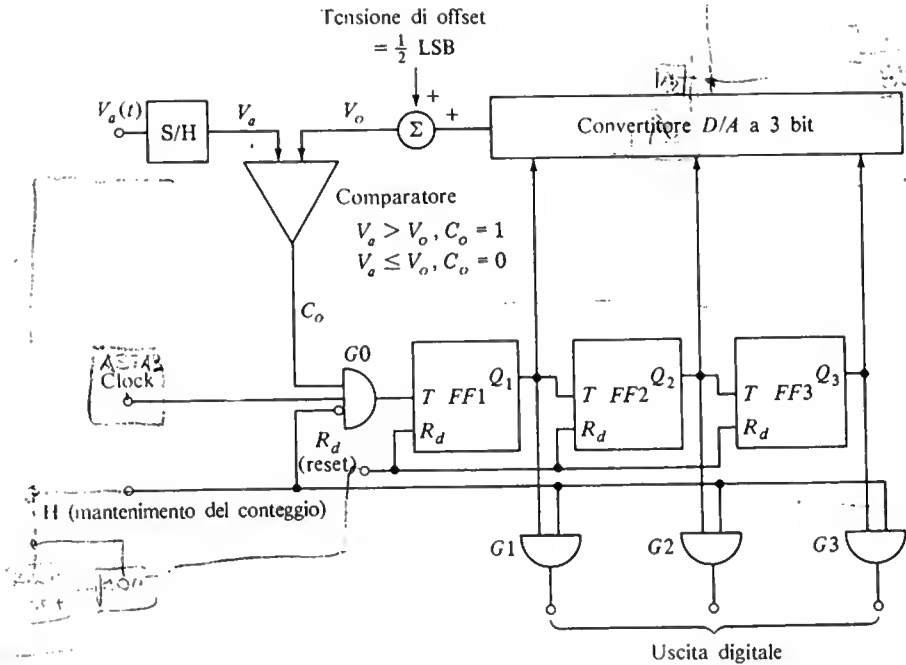 Tensione di offset
= 1/2 LSB
V_a(t)
S/H
V_a
V_o
+
+
Σ
Convertitore D/A a 3 bit
Comparatore
V_a > V_o, C_o = 1
V_a ≤ V_o, C_o = 0
C_o
G0
Clock
T FF1 Q_1
R_d
T FF2 Q_2
R_d
T FF3 Q_3
R_d
R_d
(reset)
H (mantenimento del conteggio)
G1
G2
G3
Uscita digitale